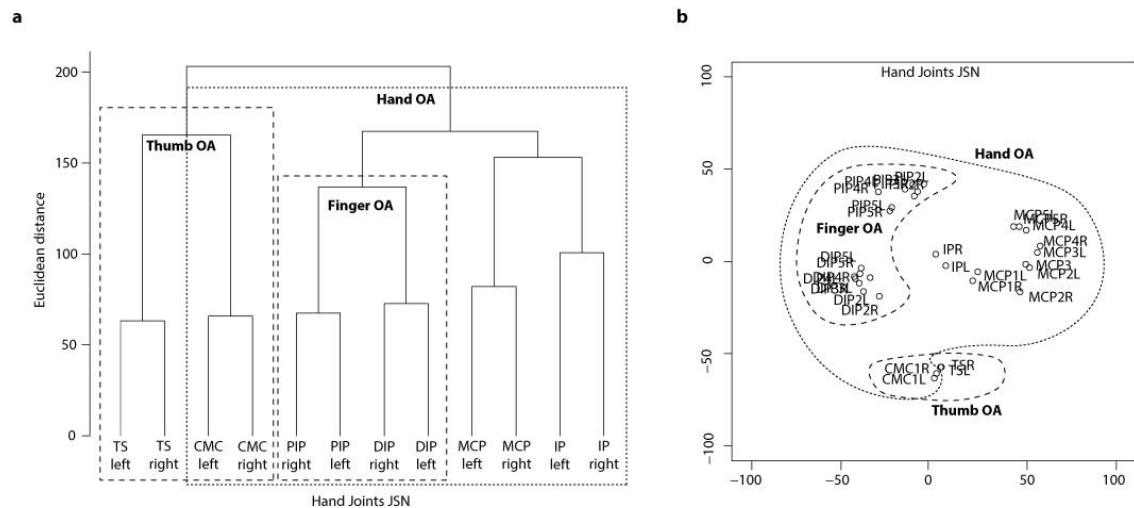 a
200
150
100
50
0
Euclidean distance
Hand OA
Thumb OA
Finger OA
TS left
TS right
CMC left
CMC right
PIP right
PIP left
DIP right
DIP left
MCP left
MCP right
IP left
IP right
Hand Joints JSN
b
Hand Joints JSN
100
50
0
−50
−100
Hand OA
PIP4R
PIP2L
PIP5L
PIP5R
Finger OA
DIP5L
DIP5R
DIP4R
DIP2L
DIP2R
IPR
IPL
MCP5R
MCP4L
MCP4R
MCP3L
MCP3
MCP2L
MCP1L
MCP1R
MCP2R
CMC1R
CMC1L
TSR
TSL
Thumb OA
−100
−50
0
50
100